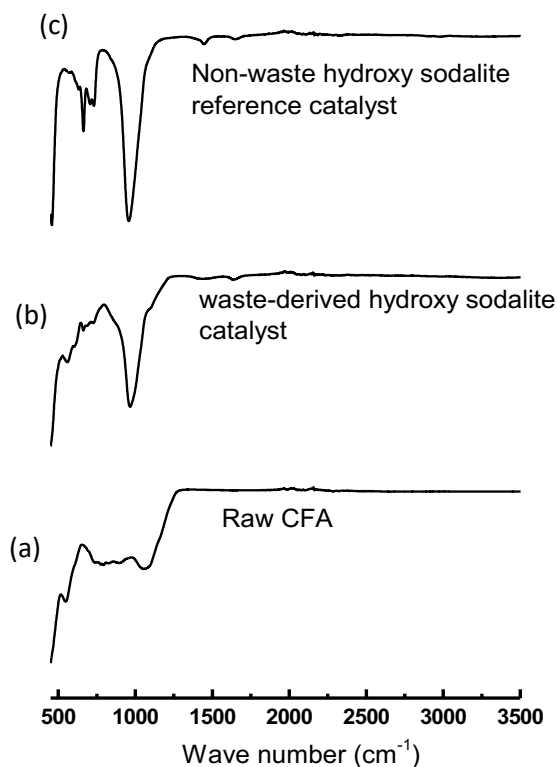 (c)
Non-waste hydroxy sodalite
reference catalyst
(b)
waste-derived hydroxy sodalite
catalyst
Raw CFA
(a)
500 1000 1500 2000 2500 3000 3500
Wave number (cm⁻¹)